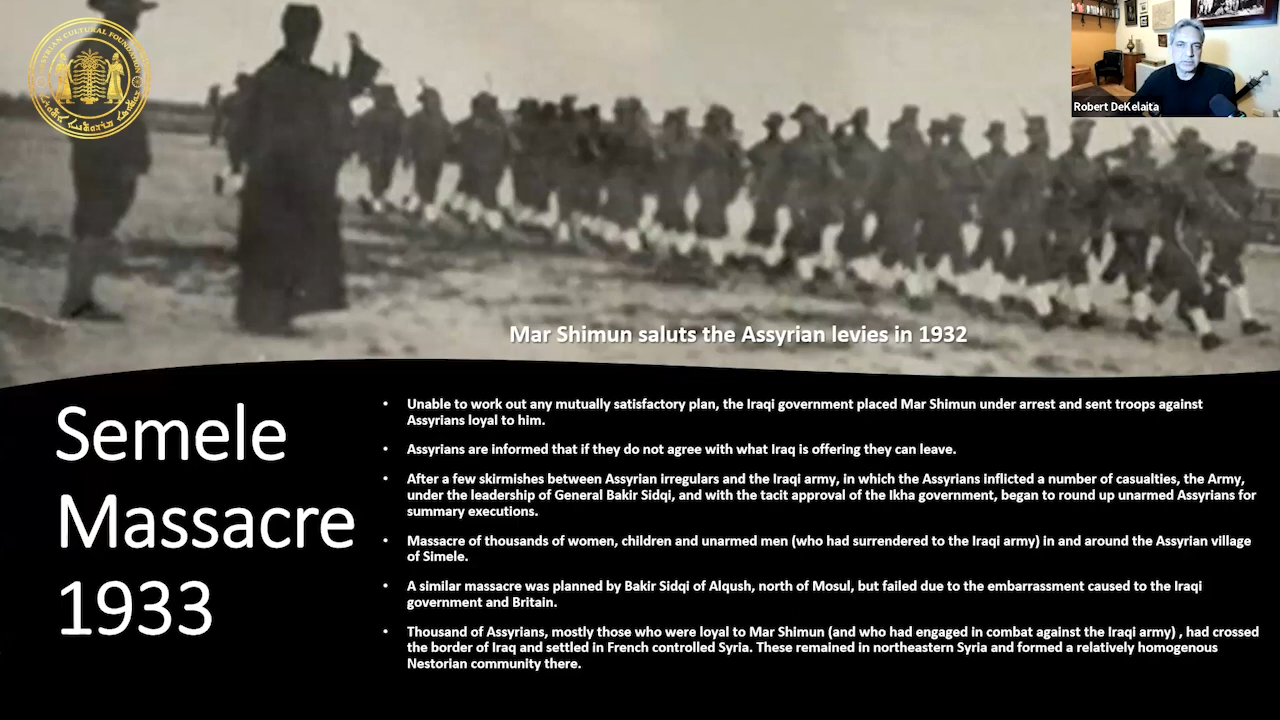 ASSYRIAN CULTURAL FOUNDATION
Robert DeKelaita
Mar Shimun saluts the Assyrian levies in 1932
Semele
Massacre
1933
• Unable to work out any mutually satisfactory plan, the Iraqi government placed Mar Shimun under arrest and sent troops against
Assyrians loyal to him.
• Assyrians are informed that if they do not agree with what Iraq is offering they can leave.
• After a few skirmishes between Assyrian irregulars and the Iraqi army, in which the Assyrians inflicted a number of casualties, the Army,
under the leadership of General Bakir Sidqi, and with the tacit approval of the Ikha government, began to round up unarmed Assyrians for
summary executions.
• Massacre of thousands of women, children and unarmed men (who had surrendered to the Iraqi army) in and around the Assyrian village
of Simele.
• A similar massacre was planned by Bakir Sidqi of Alqush, north of Mosul, but failed due to the embarrassment caused to the Iraqi
government and Britain.
• Thousand of Assyrians, mostly those who were loyal to Mar Shimun (and who had engaged in combat against the Iraqi army) , had crossed
the border of Iraq and settled in French controlled Syria. These remained in northeastern Syria and formed a relatively homogenous
Nestorian community there.